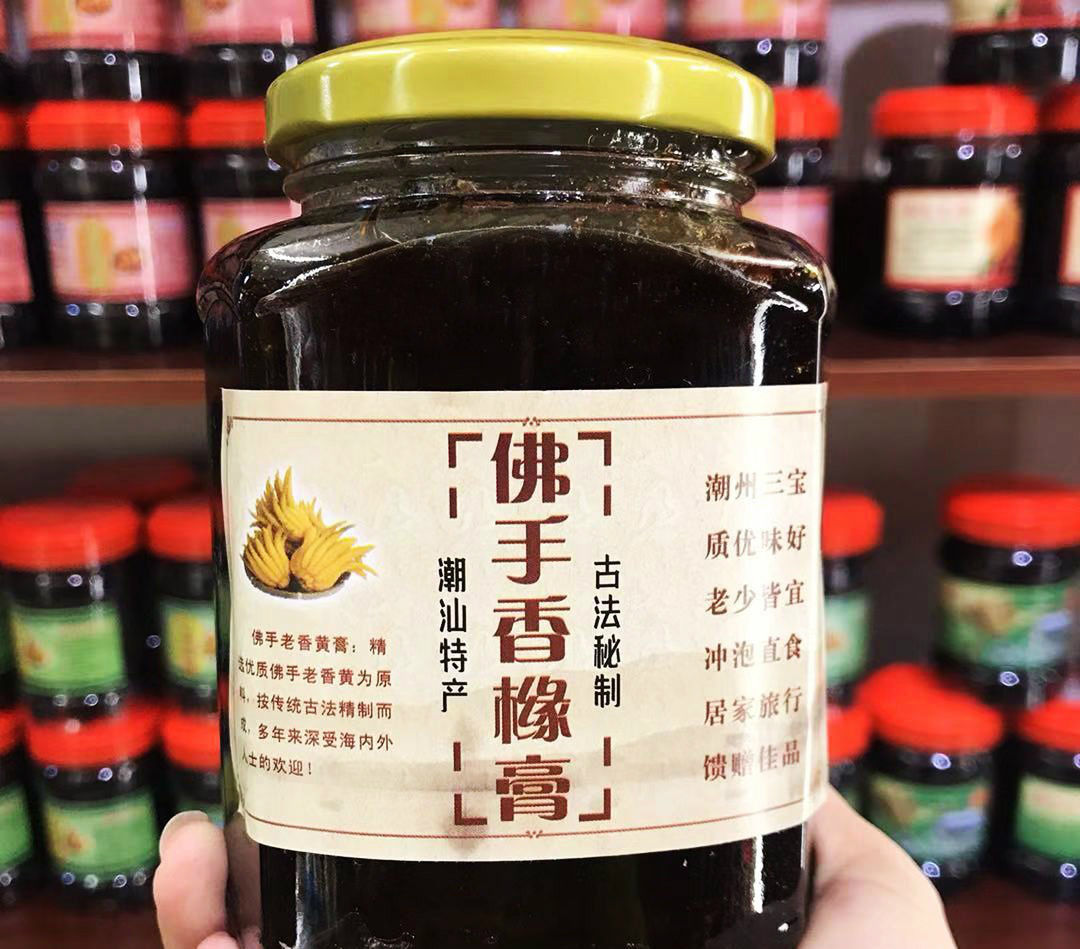 佛手香橼膏
潮汕特产
古法秘制
佛手老香黄膏：精
选优质佛手老香黄为原
料，按传统古法精制而
成，多年来深受海内外
人士的欢迎！
潮州三宝
质优味好
老少皆宜
冲泡直食
居家旅行
馈赠佳品